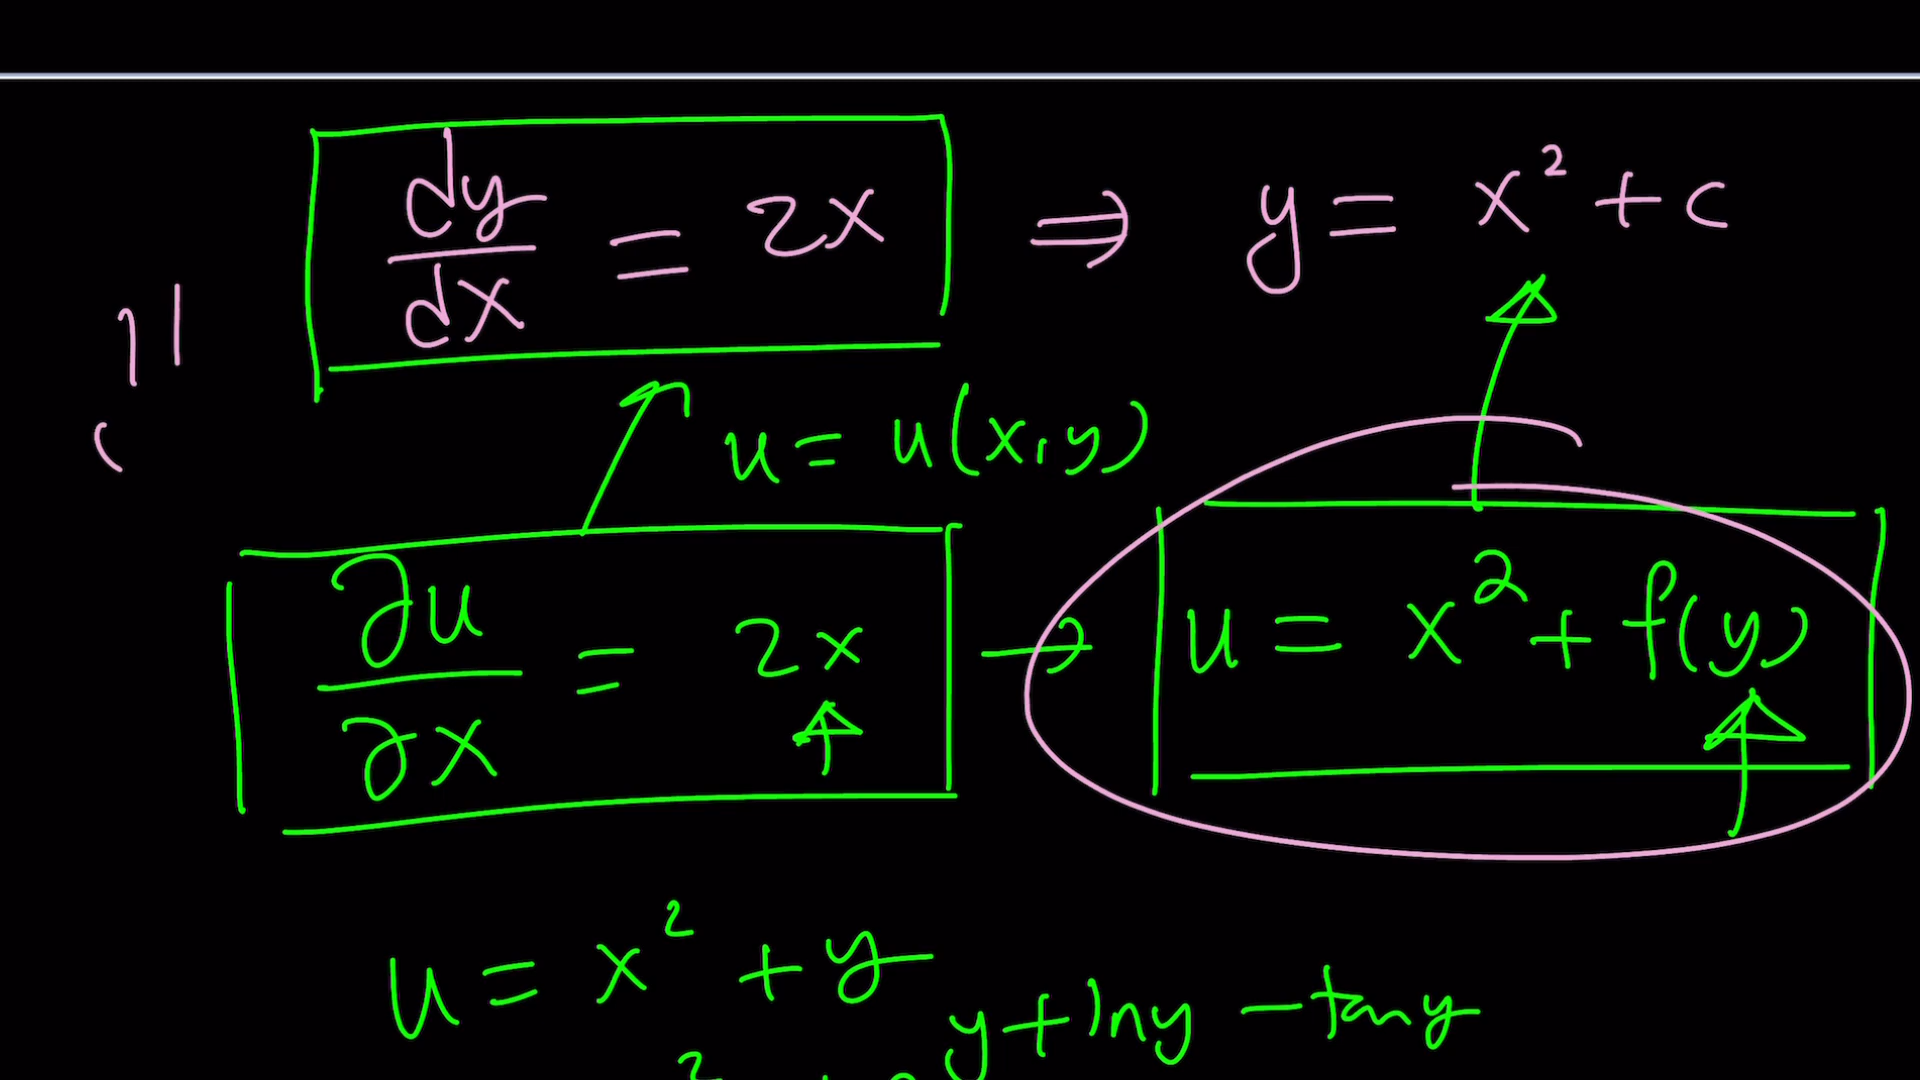 dy/dx = 2x ⇒ y = x² + c
u = u(x,y)
∂u/∂x = 2x → u = x² + f(y)
u = x² + y
y + lny - tany